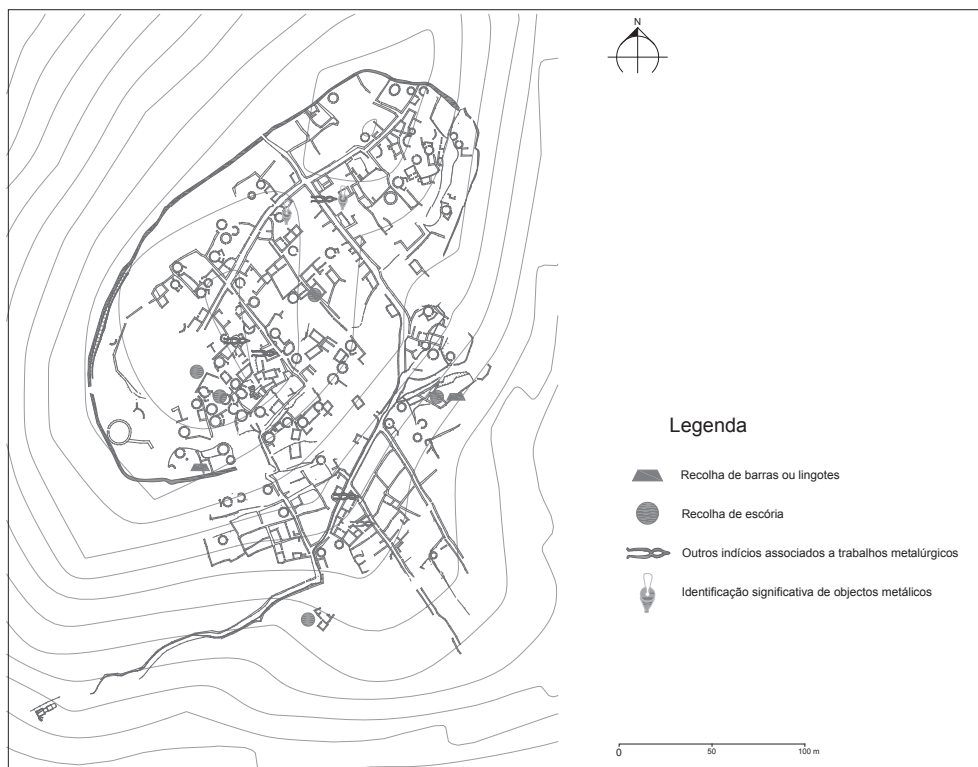 N
Legenda
Recolha de barras ou lingotes
Recolha de escória
Outros indícios associados a trabalhos metalúrgicos
Identificação significativa de objectos metálicos
0 50 100 m